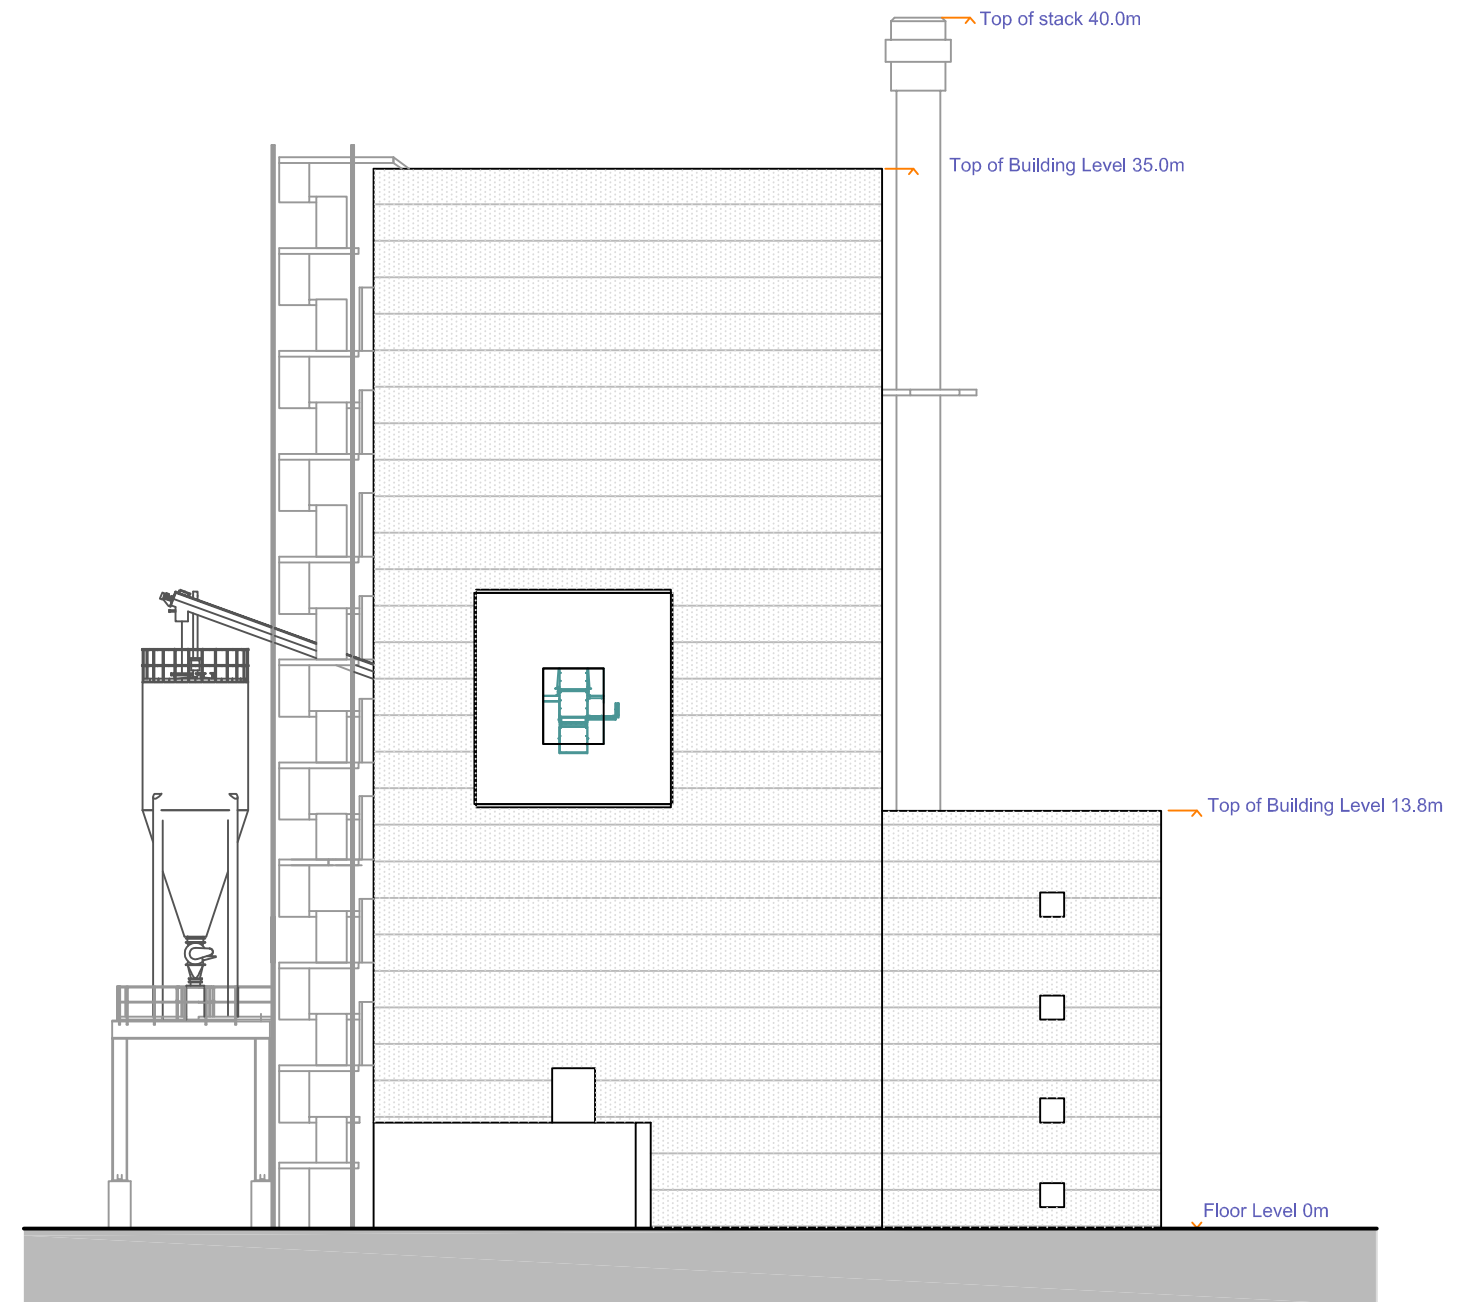 Top of stack 40.0m
Top of Building Level 35.0m
Top of Building Level 13.8m
Floor Level 0m